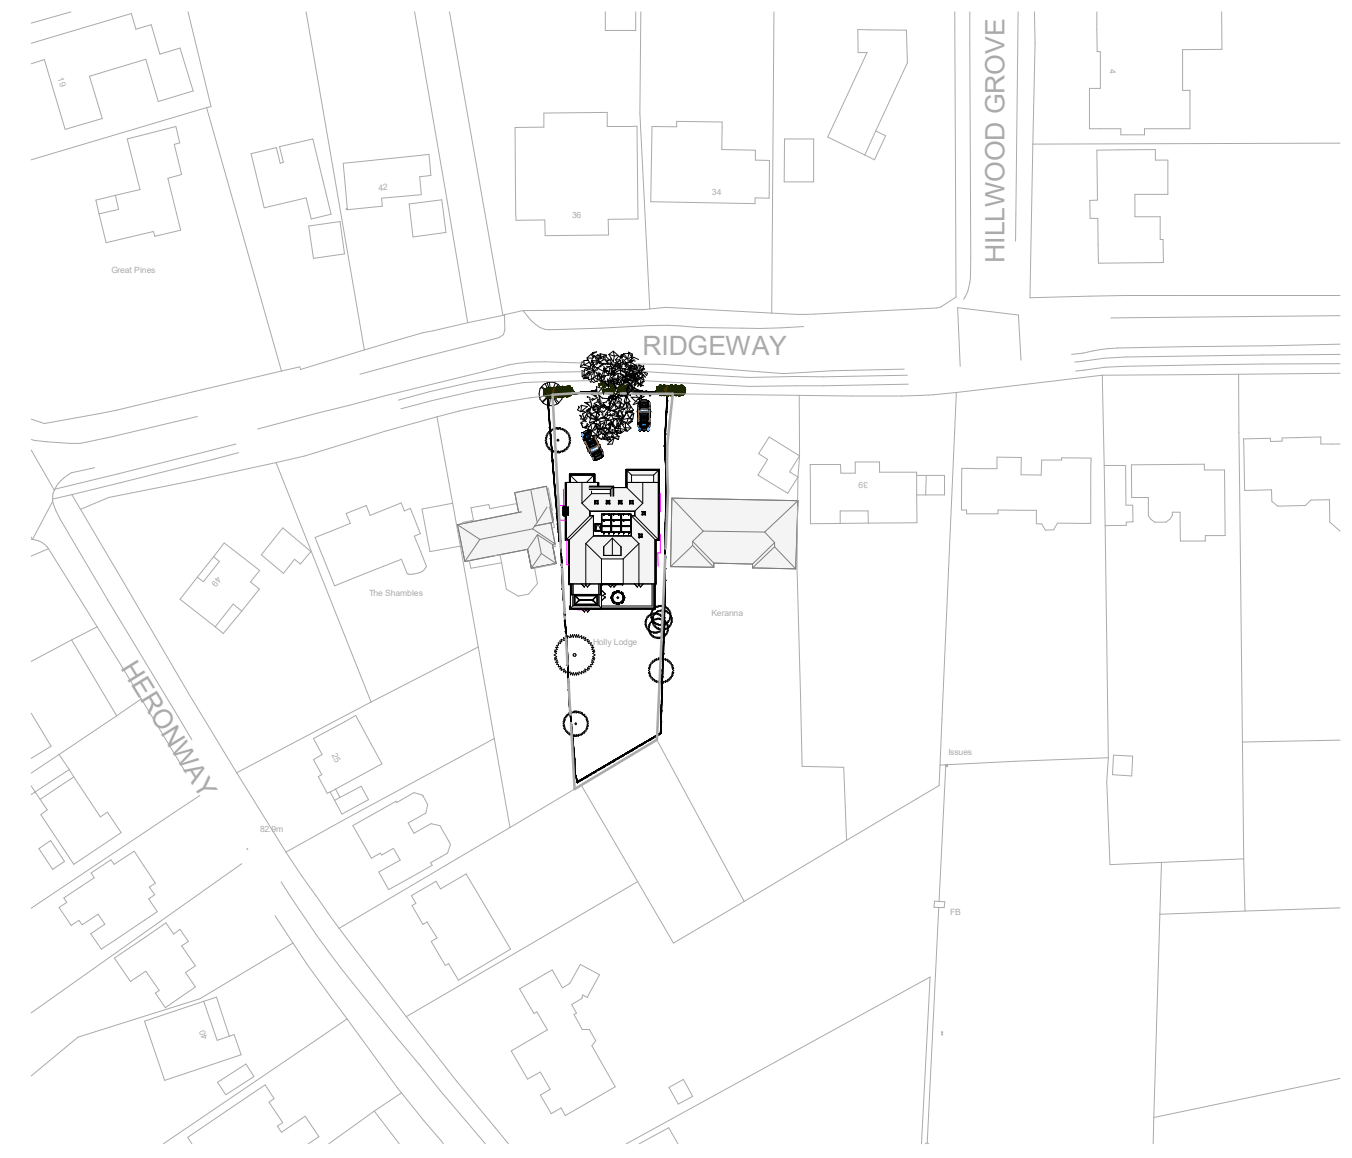 HILLWOOD GROVE
4
19
42
34
36
Great Pines
RIDGEWAY
39
49
The Shambles
Keranna
Holly Lodge
HERONWAY
25
Issues
82.9m
FB
40